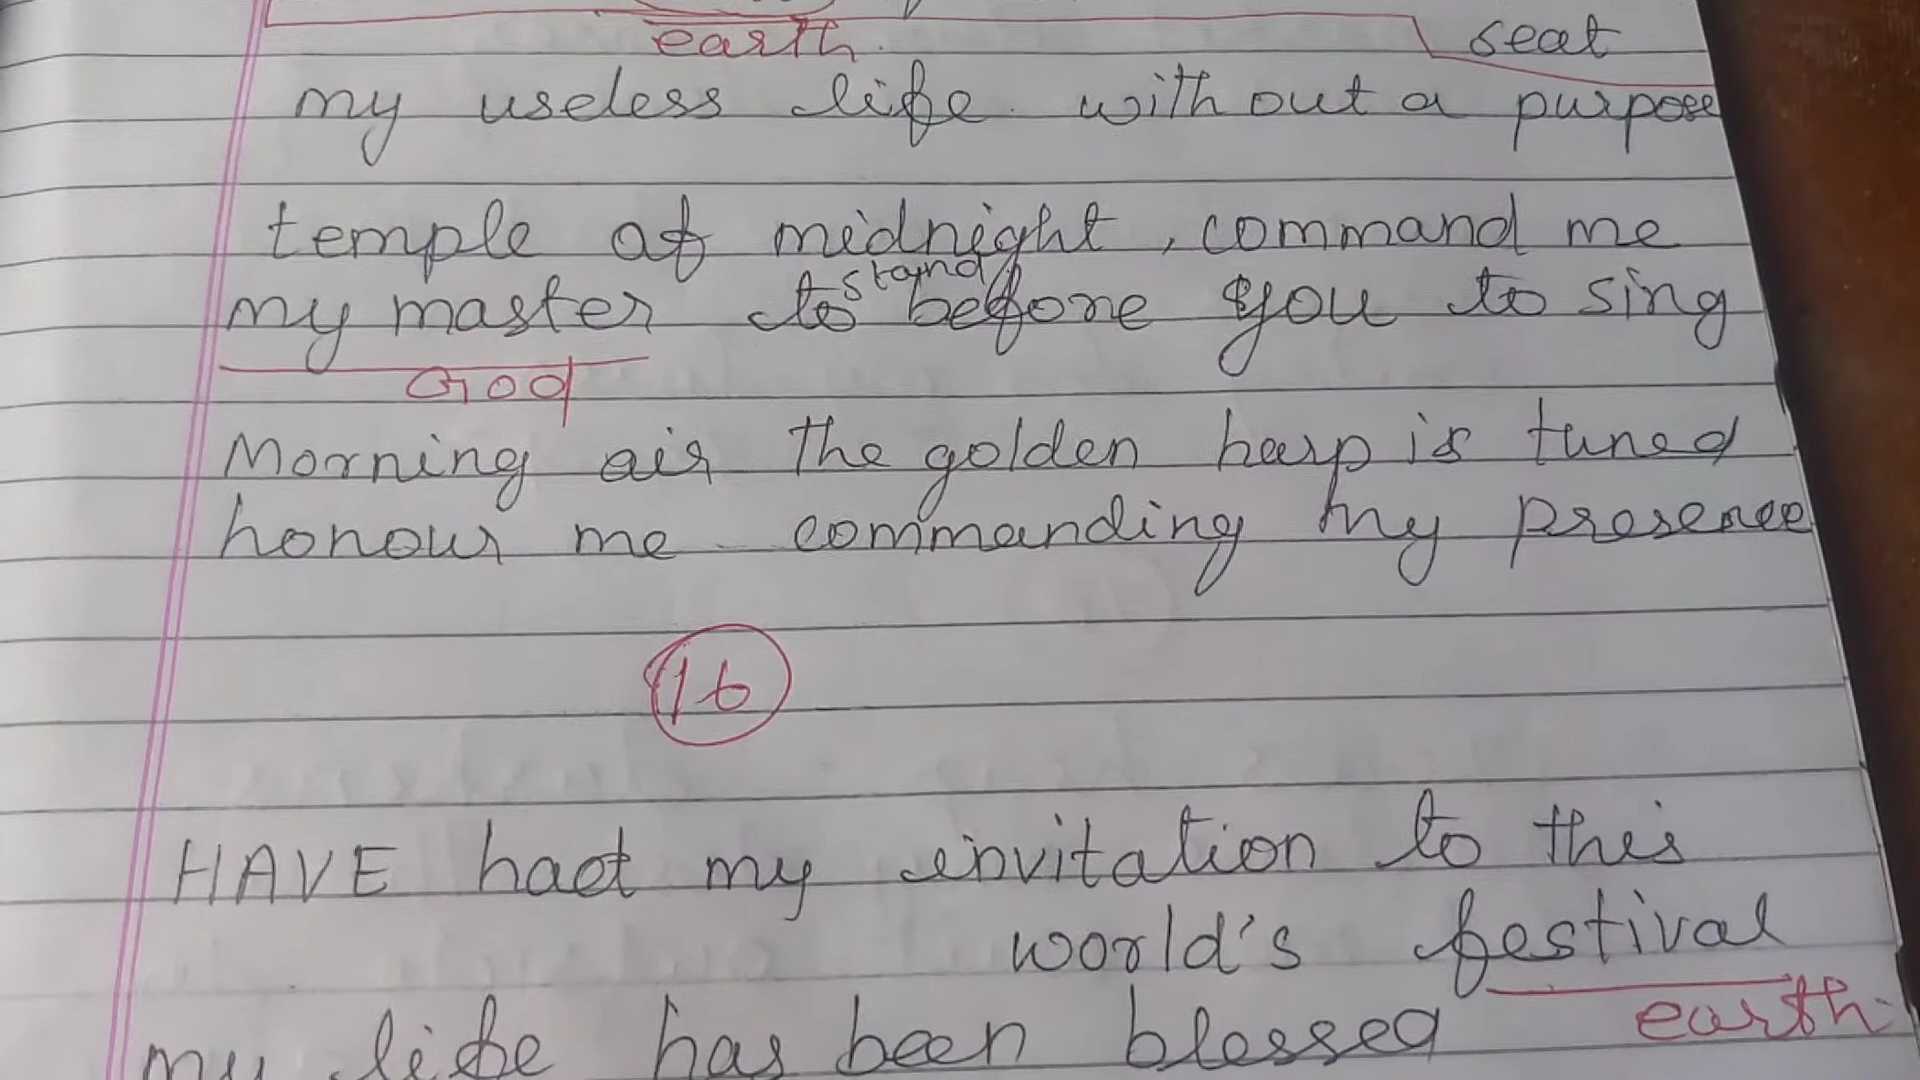 earth.
seat
my useless life. without a purpose
temple of midnight, command me
stand
my master to before you to sing
God
Morning air the golden harp is tuned
honour me commanding my presence
16
HAVE had my invitation to this
world's festival
earth.
my life has been blessed